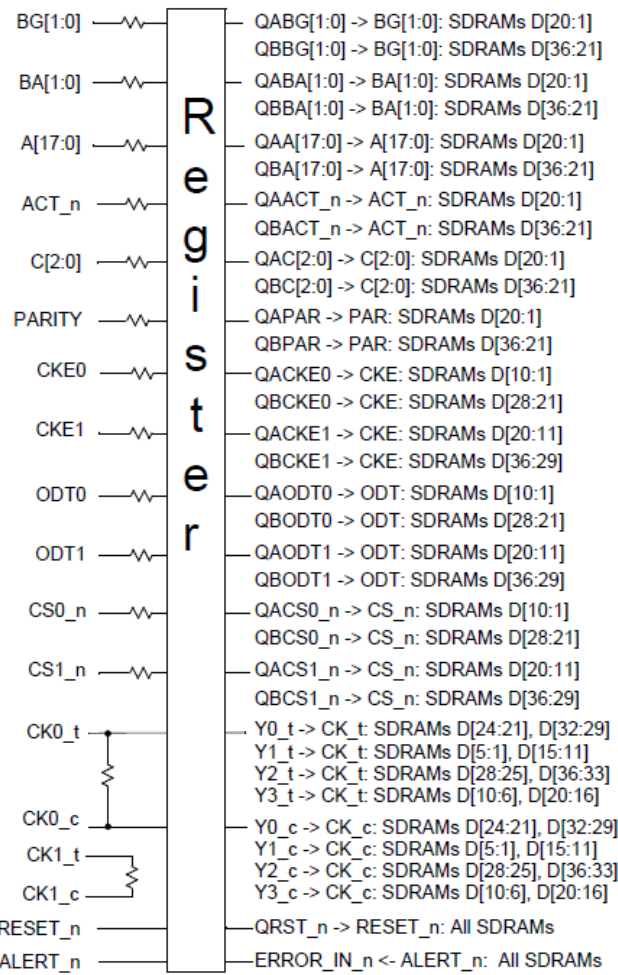 BG[1:0] QABG[1:0] -> BG[1:0]: SDRAMs D[20:1]
QBBG[1:0] -> BG[1:0]: SDRAMs D[36:21]
BA[1:0] QABA[1:0] -> BA[1:0]: SDRAMs D[20:1]
QBBA[1:0] -> BA[1:0]: SDRAMs D[36:21]
A[17:0] QAA[17:0] -> A[17:0]: SDRAMs D[20:1]
QBA[17:0] -> A[17:0]: SDRAMs D[36:21]
ACT_n QAACT_n -> ACT_n: SDRAMs D[20:1]
QBACT_n -> ACT_n: SDRAMs D[36:21]
C[2:0] QAC[2:0] -> C[2:0]: SDRAMs D[20:1]
QBC[2:0] -> C[2:0]: SDRAMs D[36:21]
PARITY QAPAR -> PAR: SDRAMs D[20:1]
QBPAR -> PAR: SDRAMs D[36:21]
CKE0 QACKE0 -> CKE: SDRAMs D[10:1]
QBCKE0 -> CKE: SDRAMs D[28:21]
CKE1 QACKE1 -> CKE: SDRAMs D[20:11]
QBCKE1 -> CKE: SDRAMs D[36:29]
ODT0 QAODT0 -> ODT: SDRAMs D[10:1]
QBODT0 -> ODT: SDRAMs D[28:21]
ODT1 QAODT1 -> ODT: SDRAMs D[20:11]
QBODT1 -> ODT: SDRAMs D[36:29]
CS0_n QACS0_n -> CS_n: SDRAMs D[10:1]
QBCS0_n -> CS_n: SDRAMs D[28:21]
CS1_n QACS1_n -> CS_n: SDRAMs D[20:11]
QBCS1_n -> CS_n: SDRAMs D[36:29]
CK0_t Y0_t -> CK_t: SDRAMs D[24:21], D[32:29]
Y1_t -> CK_t: SDRAMs D[5:1], D[15:11]
Y2_t -> CK_t: SDRAMs D[28:25], D[36:33]
Y3_t -> CK_t: SDRAMs D[10:6], D[20:16]
CK0_c Y0_c -> CK_c: SDRAMs D[24:21], D[32:29]
CK1_t Y1_c -> CK_c: SDRAMs D[5:1], D[15:11]
Y2_c -> CK_c: SDRAMs D[28:25], D[36:33]
CK1_c Y3_c -> CK_c: SDRAMs D[10:6], D[20:16]
RESET_n QRST_n -> RESET_n: All SDRAMs
ALERT_n ERROR_IN_n <- ALERT_n: All SDRAMs
Register